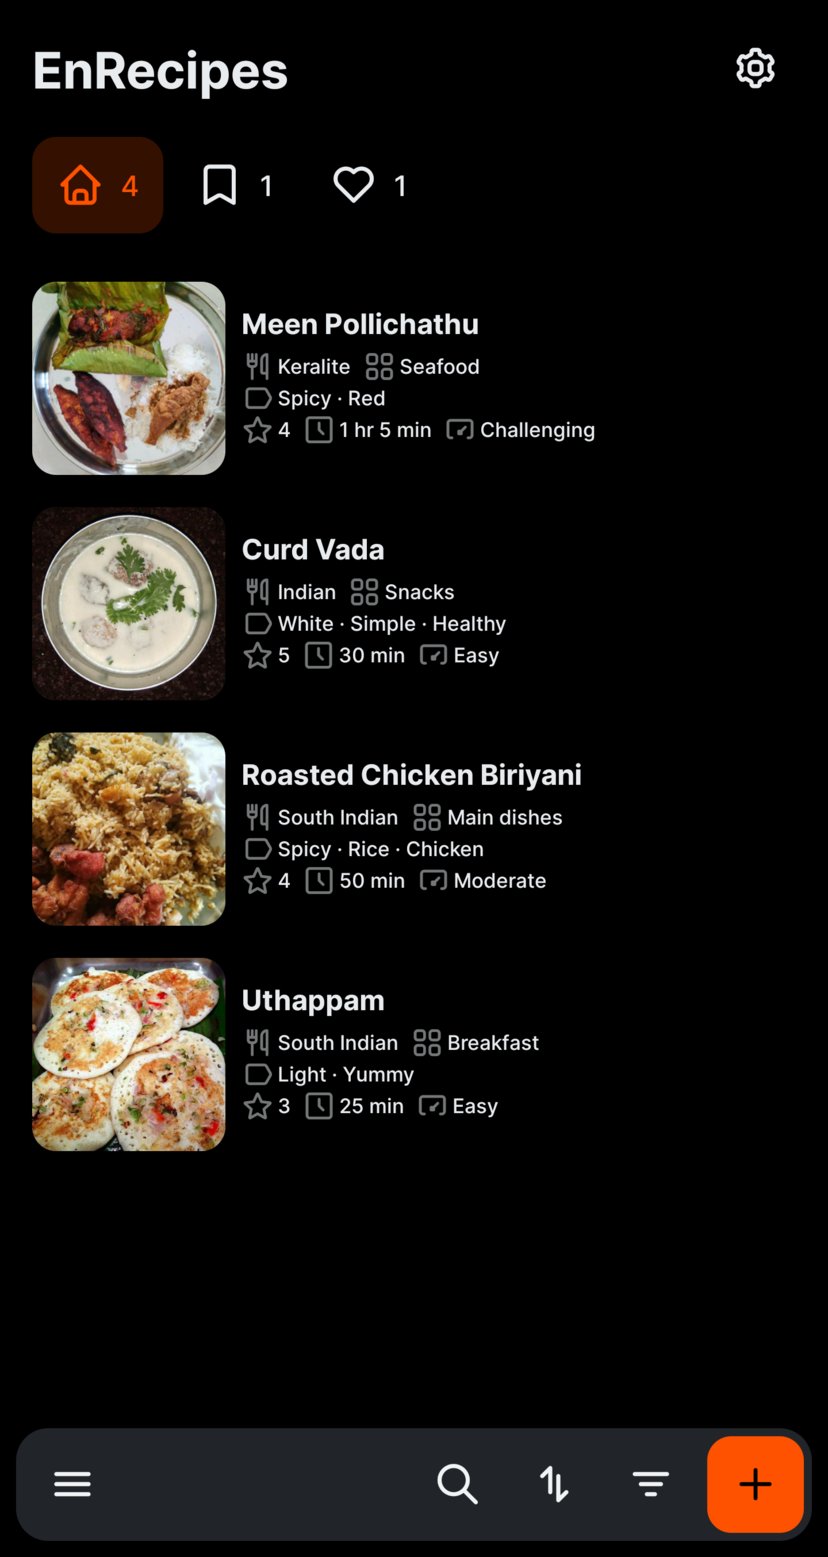 EnRecipes
4 1 1
Meen Pollichathu
Keralite Seafood
Spicy · Red
4 1 hr 5 min Challenging
Curd Vada
Indian Snacks
White · Simple · Healthy
5 30 min Easy
Roasted Chicken Biriyani
South Indian Main dishes
Spicy · Rice · Chicken
4 50 min Moderate
Uthappam
South Indian Breakfast
Light · Yummy
3 25 min Easy